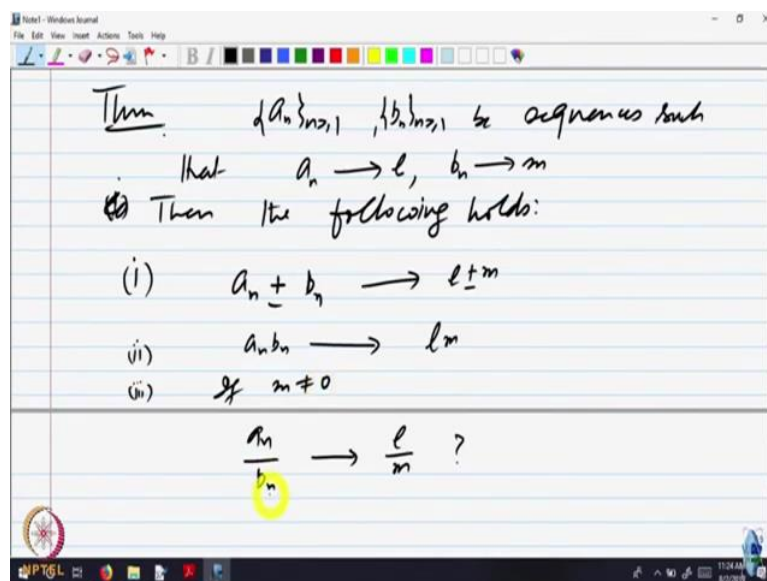 Note1 - Windows Journal
File Edit View Insert Actions Tools Help
Thm {an}n≥1, {bn}n≥1 be sequences such
that an → l, bn → m
Then the following holds:
(i) an ± bn → l ± m
(ii) anbn → lm
(iii) If m ≠ 0
an/bn → l/m ?
NPTEL
11:24 AM